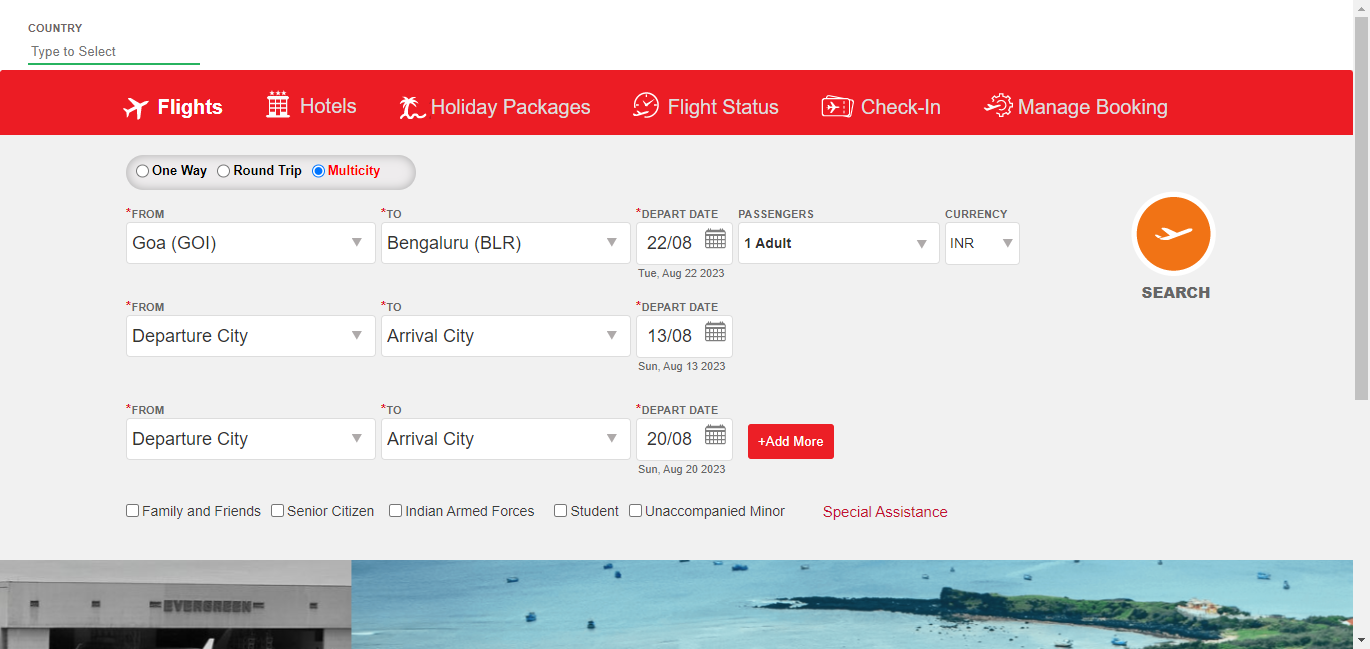 COUNTRY
Type to Select
Flights Hotels Holiday Packages Flight Status Check-In Manage Booking
One Way Round Trip Multicity
*FROM *TO *DEPART DATE PASSENGERS CURRENCY
Goa (GOI) Bengaluru (BLR) 22/08 1 Adult INR
Tue, Aug 22 2023
SEARCH
*FROM *TO *DEPART DATE
Departure City Arrival City 13/08
Sun, Aug 13 2023
*FROM *TO *DEPART DATE
Departure City Arrival City 20/08 +Add More
Sun, Aug 20 2023
Family and Friends Senior Citizen Indian Armed Forces Student Unaccompanied Minor Special Assistance
EVERGREEN